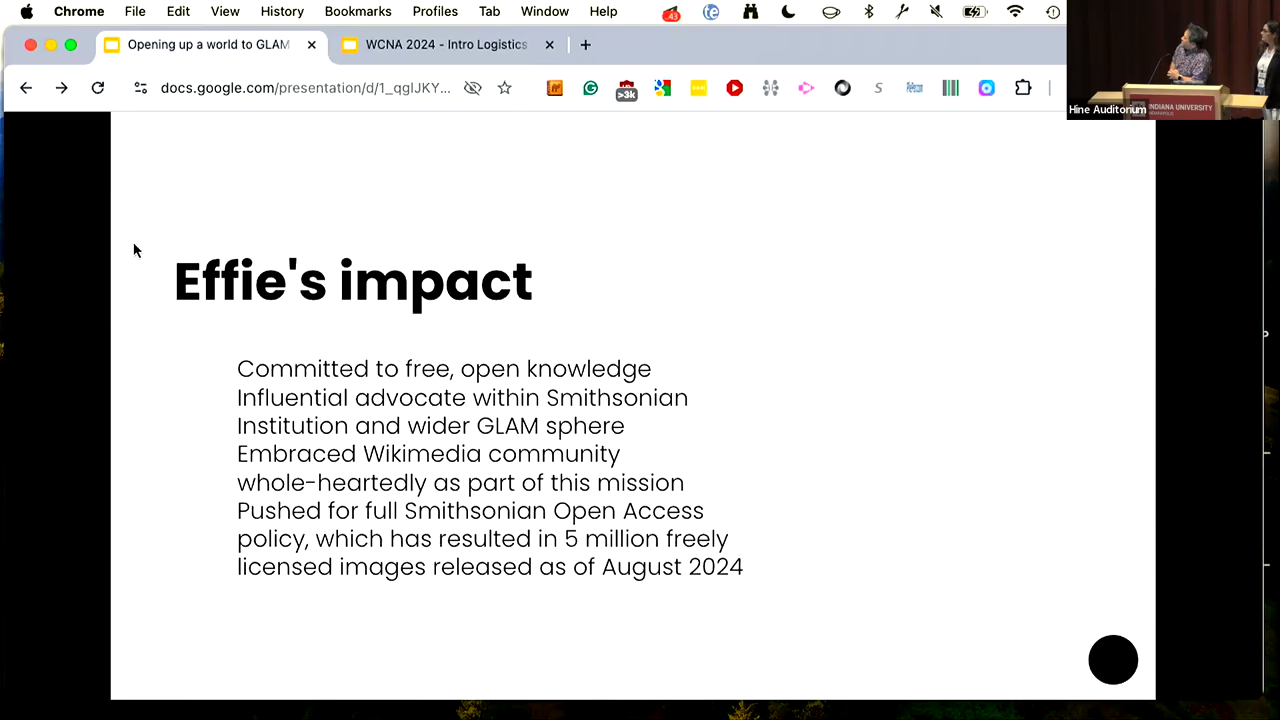 Chrome File Edit View History Bookmarks Profiles Tab Window Help
Opening up a world to GLAM
WCNA 2024 - Intro Logistics
docs.google.com/presentation/d/1_qglJKY...
>3k
Hine Auditorium
INDIANA UNIVERSITY
INDIANAPOLIS
Effie's impact
Committed to free, open knowledge
Influential advocate within Smithsonian
Institution and wider GLAM sphere
Embraced Wikimedia community
whole-heartedly as part of this mission
Pushed for full Smithsonian Open Access
policy, which has resulted in 5 million freely
licensed images released as of August 2024